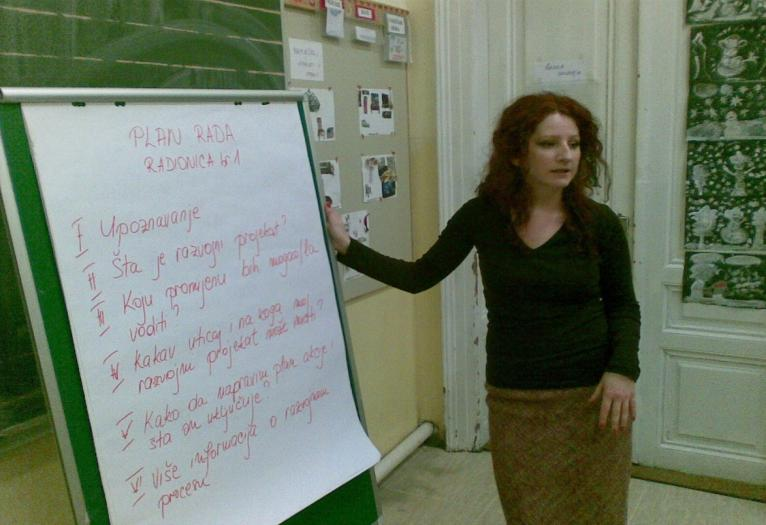 PLAN RADA
RADIONICA br 1
I Upoznavanje
II Šta je razvojni projekat?
III Koju promjenu bih mogao/la
voditi?
IV Kakav uticaj i na koga moj
razvojni projekat može imati?
V Kako da napravim plan akcije i
šta on uključuje?
VI Više informacija o razvojnom
procesu